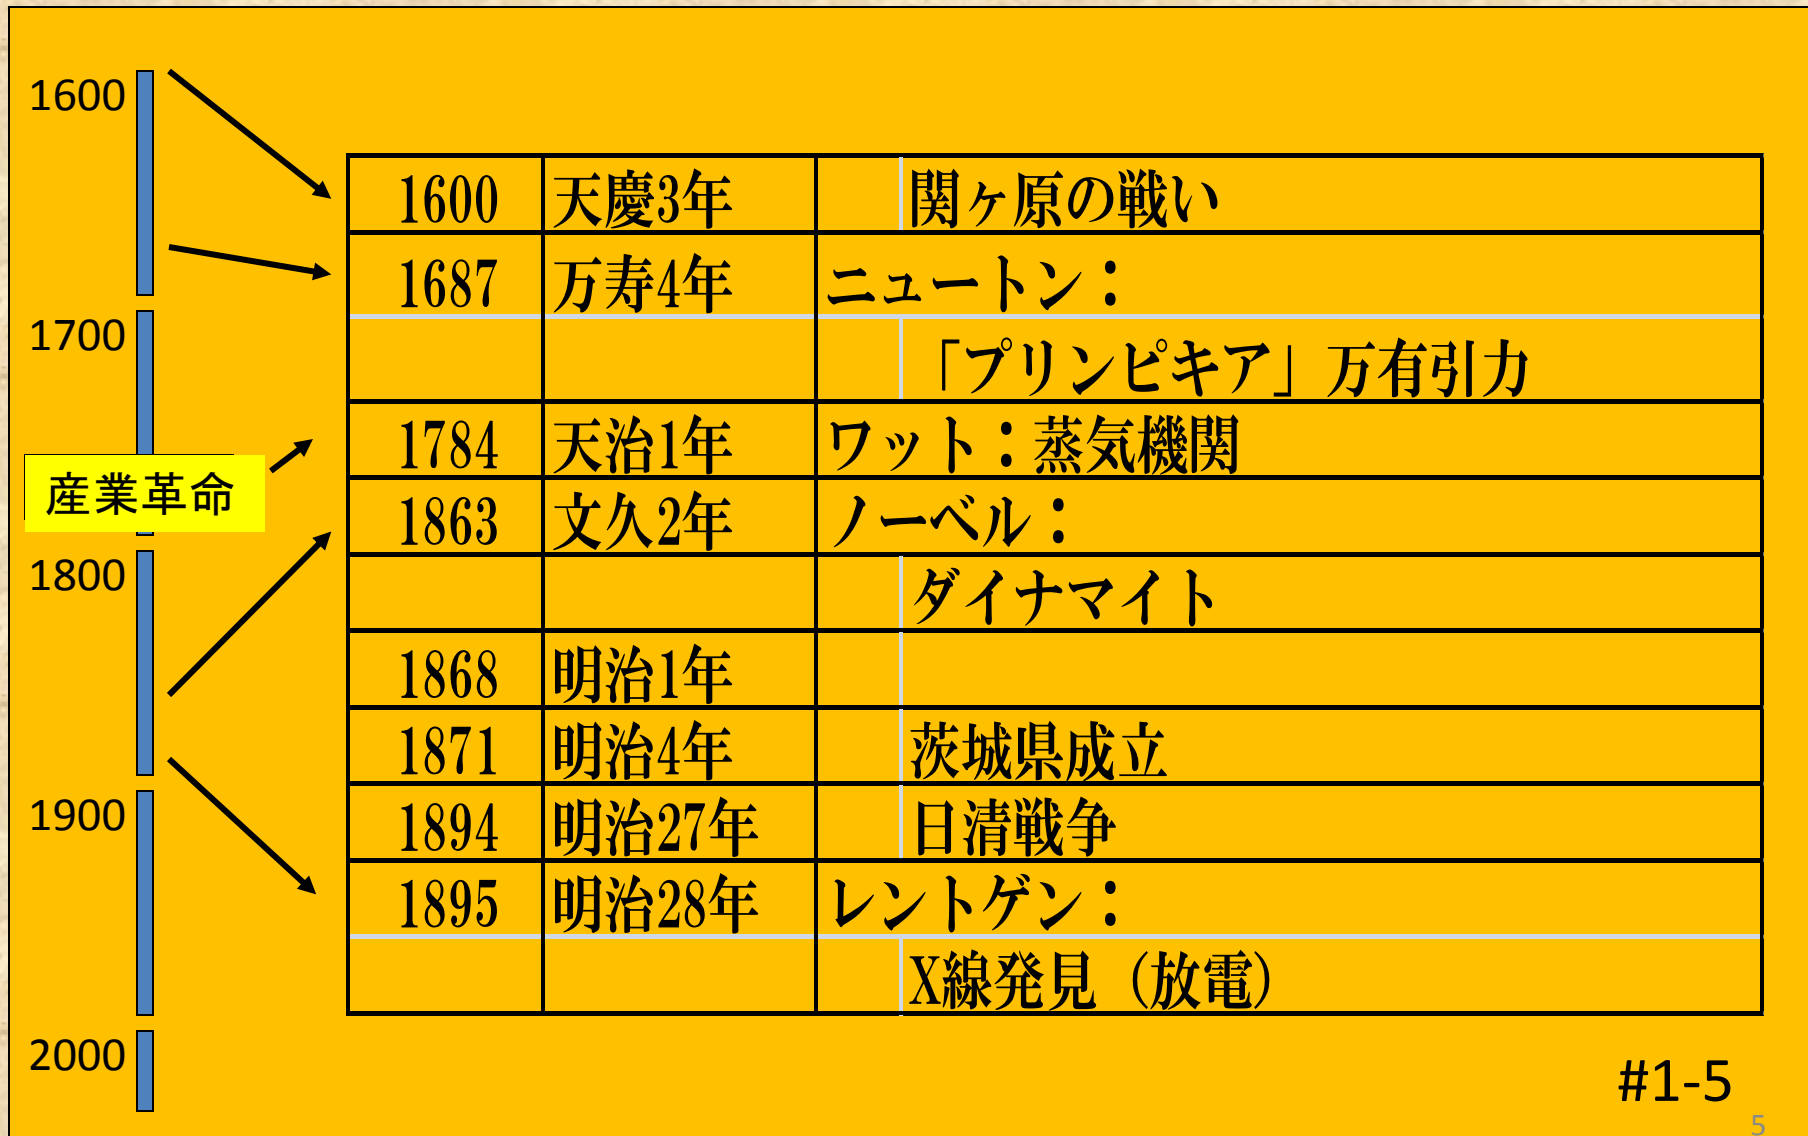 1600
1700
産業革命
1800
1900
2000
1600 天慶3年 関ヶ原の戦い
1687 万寿4年 ニュートン：
「プリンピキア」万有引力
1784 天治1年 ワット：蒸気機関
1863 文久2年 ノーベル：
ダイナマイト
1868 明治1年
1871 明治4年 茨城県成立
1894 明治27年 日清戦争
1895 明治28年 レントゲン：
X線発見（放電）
#1-5
5